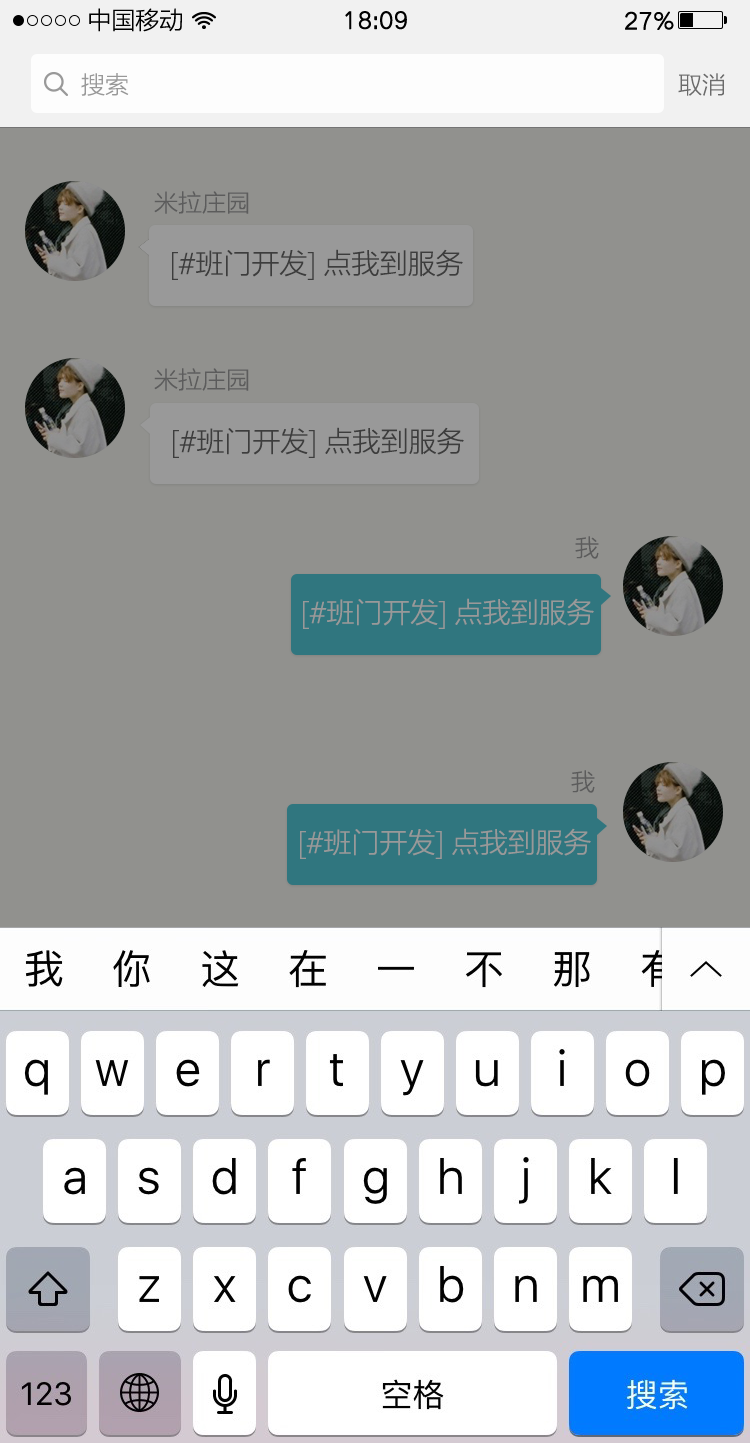 中国移动 18:09 27%
搜索 取消
米拉庄园
[#班门开发] 点我到服务
米拉庄园
[#班门开发] 点我到服务
我
[#班门开发] 点我到服务
我
[#班门开发] 点我到服务
我 你 这 在 一 不 那 有
q w e r t y u i o p
a s d f g h j k l
z x c v b n m
123 空格 搜索